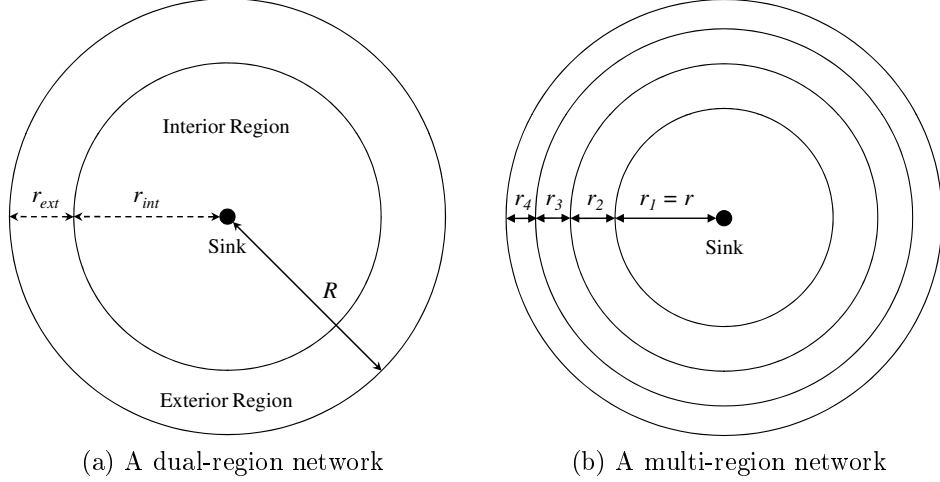 Interior Region
r_ext
r_int
Sink
R
Exterior Region
(a) A dual-region network
r_4
r_3
r_2
r_1 = r
Sink
(b) A multi-region network